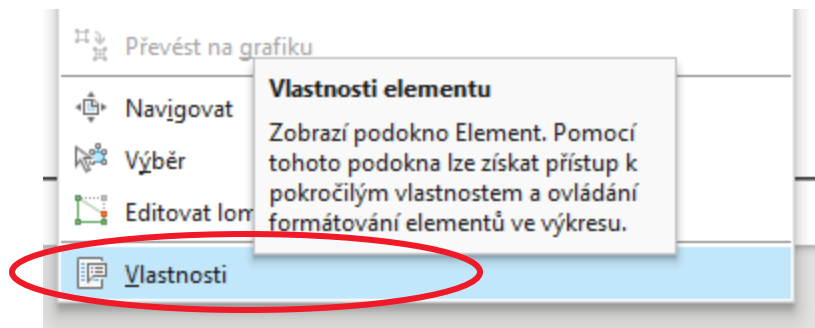 Převést na grafiku
Navigovat
Výběr
Editovat lom
Vlastnosti elementu
Zobrazí podokno Element. Pomocí
tohoto podokna lze získat přístup k
pokročilým vlastnostem a ovládání
formátování elementů ve výkresu.
Vlastnosti